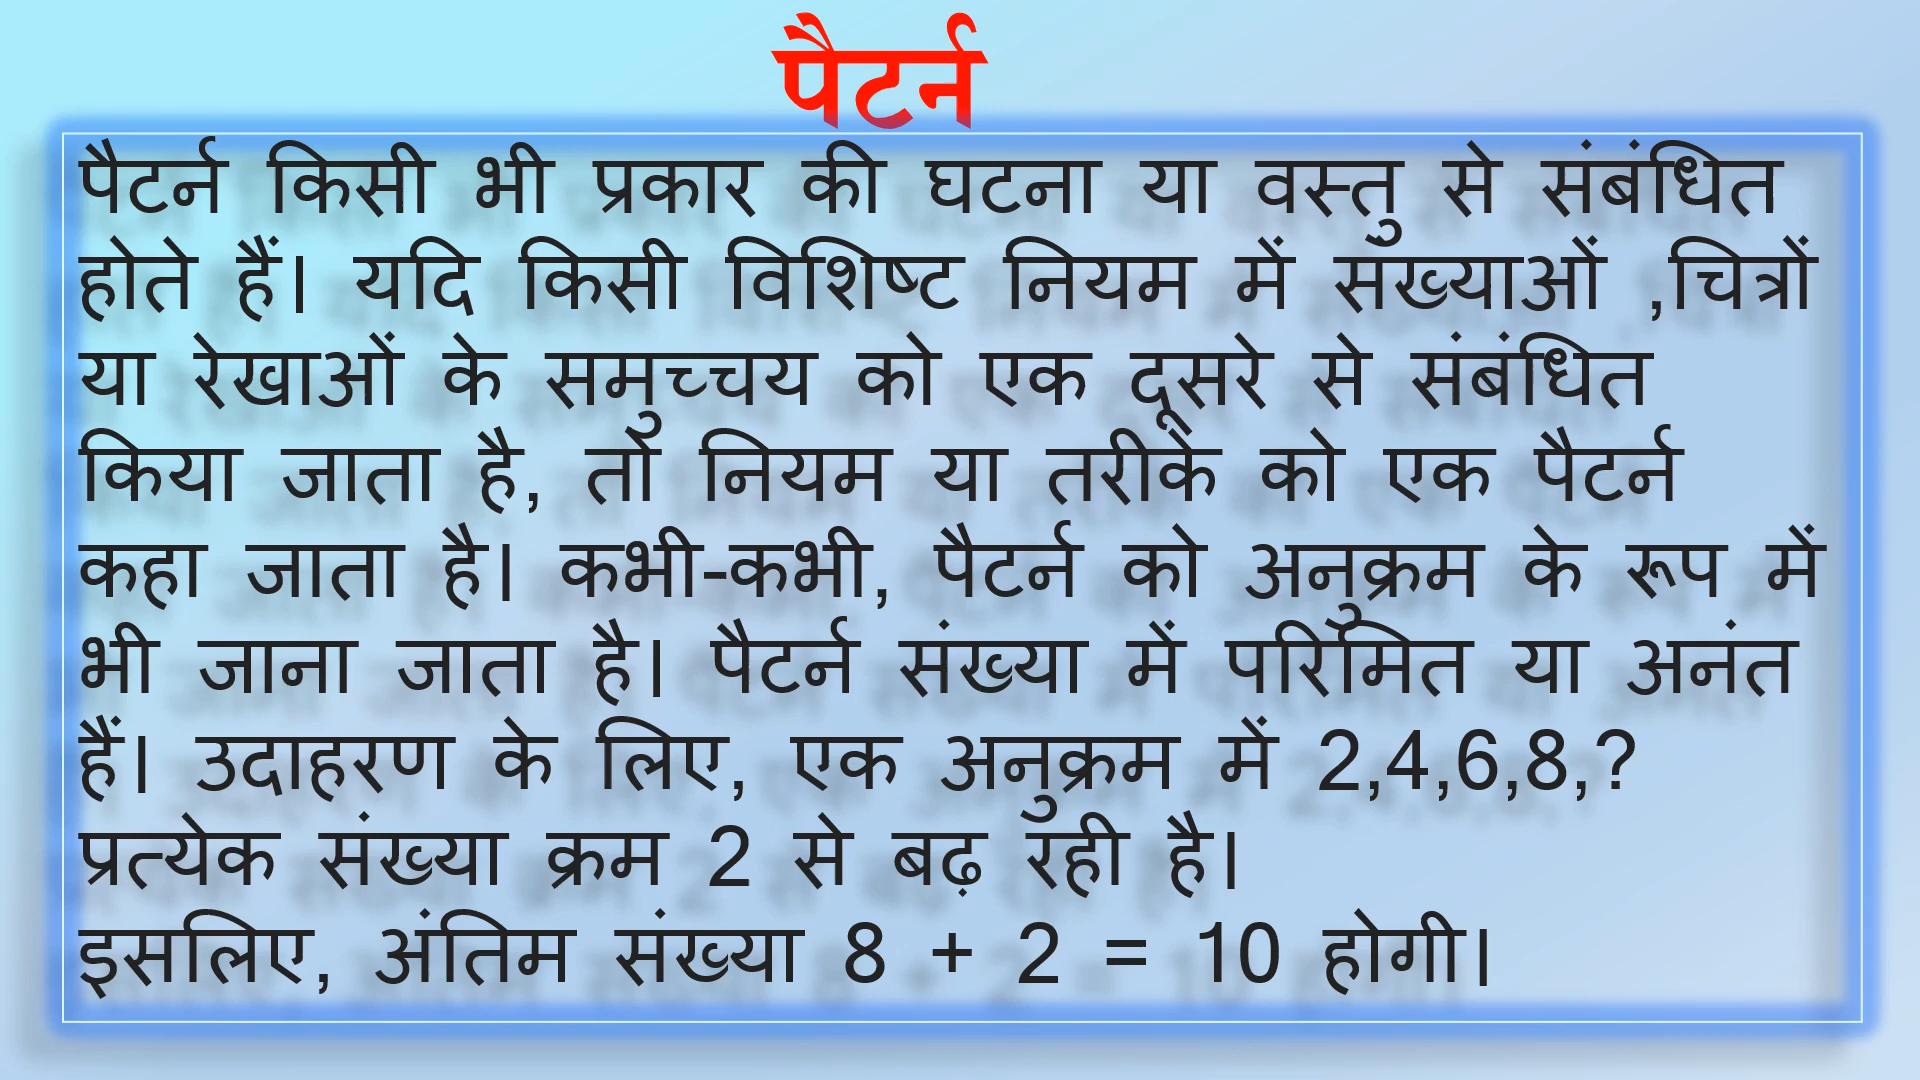 पैटर्न
पैटर्न किसी भी प्रकार की घटना या वस्तु से संबंधित
होते हैं। यदि किसी विशिष्ट नियम में संख्याओं ,चित्रों
या रेखाओं के समुच्चय को एक दूसरे से संबंधित
किया जाता है, तो नियम या तरीके को एक पैटर्न
कहा जाता है। कभी-कभी, पैटर्न को अनुक्रम के रूप में
भी जाना जाता है। पैटर्न संख्या में परिमित या अनंत
हैं। उदाहरण के लिए, एक अनुक्रम में 2,4,6,8,?
प्रत्येक संख्या क्रम 2 से बढ़ रही है।
इसलिए, अंतिम संख्या 8 + 2 = 10 होगी।